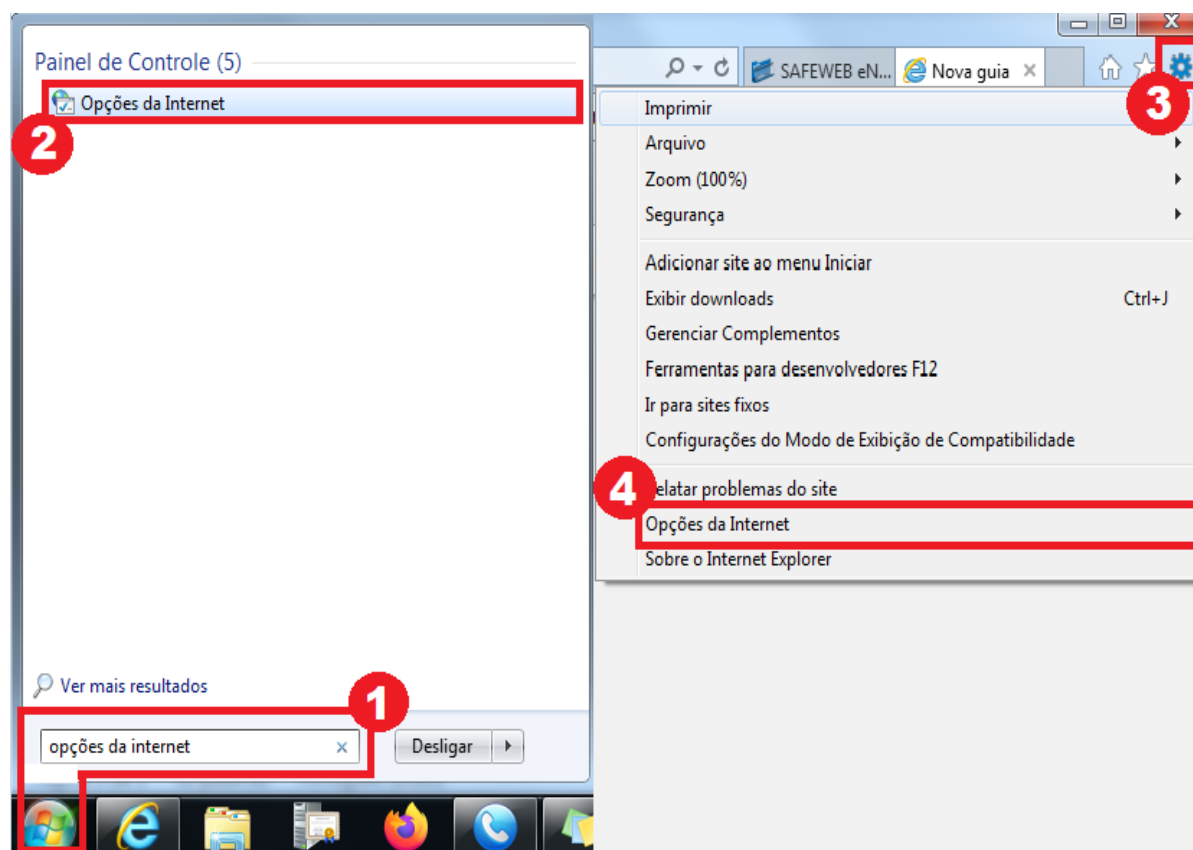 Painel de Controle (5)
Opções da Internet
2
Ver mais resultados
1
opções da internet
Desligar
SAFEWEB eN...
Nova guia
3
Imprimir
Arquivo
Zoom (100%)
Segurança
Adicionar site ao menu Iniciar
Exibir downloads Ctrl+J
Gerenciar Complementos
Ferramentas para desenvolvedores F12
Ir para sites fixos
Configurações do Modo de Exibição de Compatibilidade
4
elatar problemas do site
Opções da Internet
Sobre o Internet Explorer